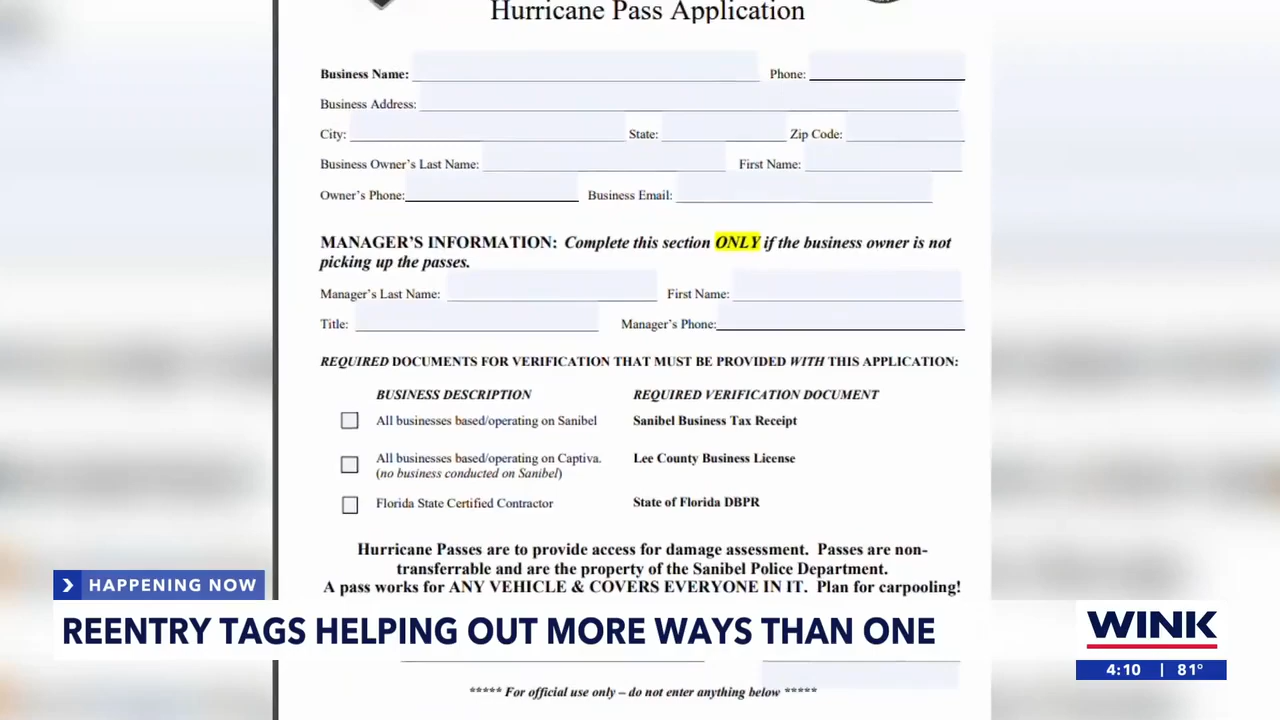 Hurricane Pass Application
Business Name: Phone:
Business Address:
City: State: Zip Code:
Business Owner's Last Name: First Name:
Owner's Phone: Business Email:
MANAGER'S INFORMATION: Complete this section ONLY if the business owner is not
picking up the passes.
Manager's Last Name: First Name:
Title: Manager's Phone:
REQUIRED DOCUMENTS FOR VERIFICATION THAT MUST BE PROVIDED WITH THIS APPLICATION:
BUSINESS DESCRIPTION REQUIRED VERIFICATION DOCUMENT
All businesses based/operating on Sanibel Sanibel Business Tax Receipt
All businesses based/operating on Captiva. Lee County Business License
(no business conducted on Sanibel)
Florida State Certified Contractor State of Florida DBPR
Hurricane Passes are to provide access for damage assessment. Passes are non-
transferrable and are the property of the Sanibel Police Department.
A pass works for ANY VEHICLE & COVERS EVERYONE IN IT. Plan for carpooling!
HAPPENING NOW
REENTRY TAGS HELPING OUT MORE WAYS THAN ONE
WINK
4:10 | 81°
***** For official use only – do not enter anything below *****